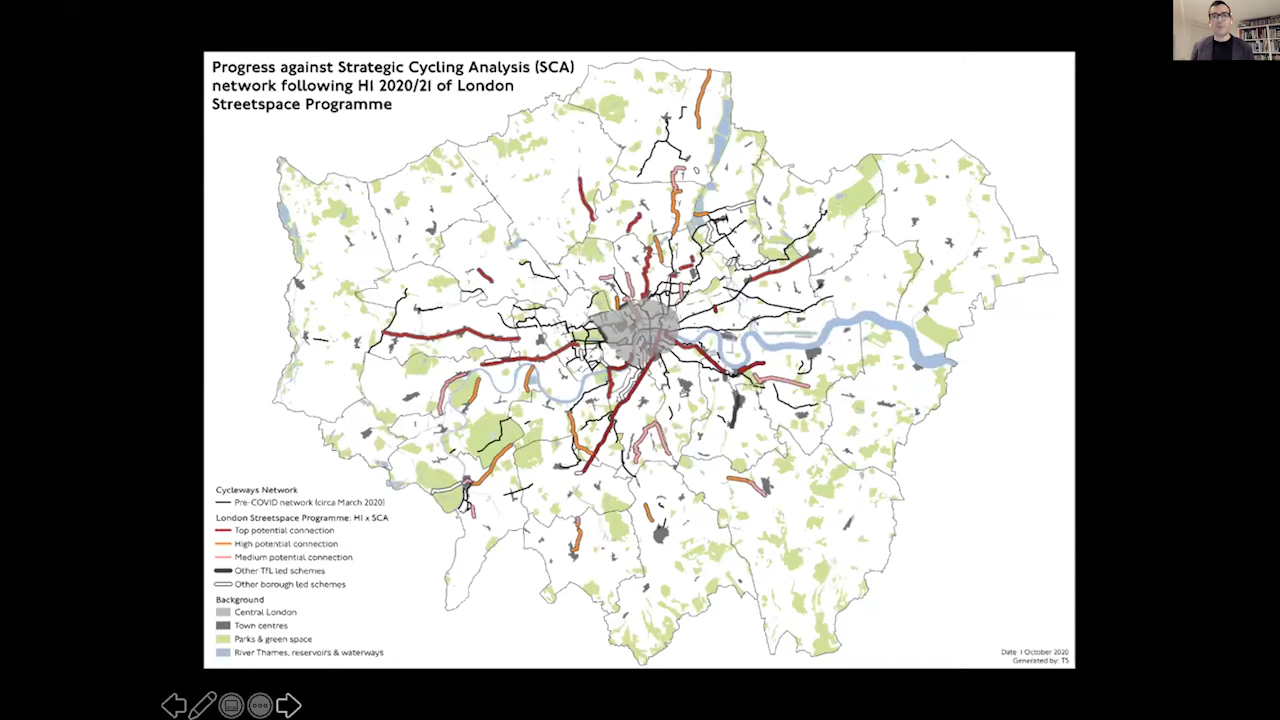 Progress against Strategic Cycling Analysis (SCA)
network following H1 2020/21 of London
Streetspace Programme
Cycleways Network
Pre-COVID network (circa March 2020)
London Streetspace Programme: H1 x SCA
Top potential connection
High potential connection
Medium potential connection
Other TfL led schemes
Other borough led schemes
Background
Central London
Town centres
Parks & green space
River Thames, reservoirs & waterways
Date: 1 October 2020
Generated by: TS